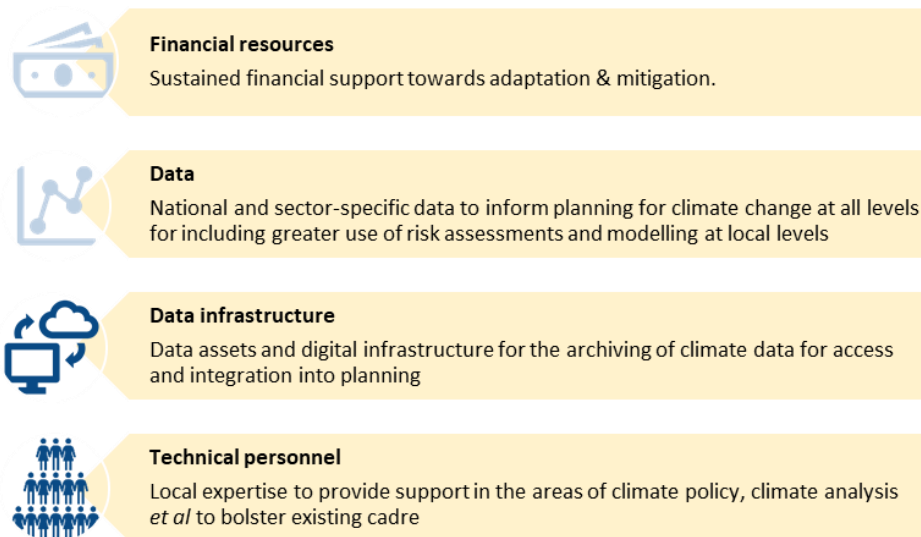 Financial resources
Sustained financial support towards adaptation & mitigation.
Data
National and sector-specific data to inform planning for climate change at all levels
for including greater use of risk assessments and modelling at local levels
Data infrastructure
Data assets and digital infrastructure for the archiving of climate data for access
and integration into planning
Technical personnel
Local expertise to provide support in the areas of climate policy, climate analysis
et al to bolster existing cadre